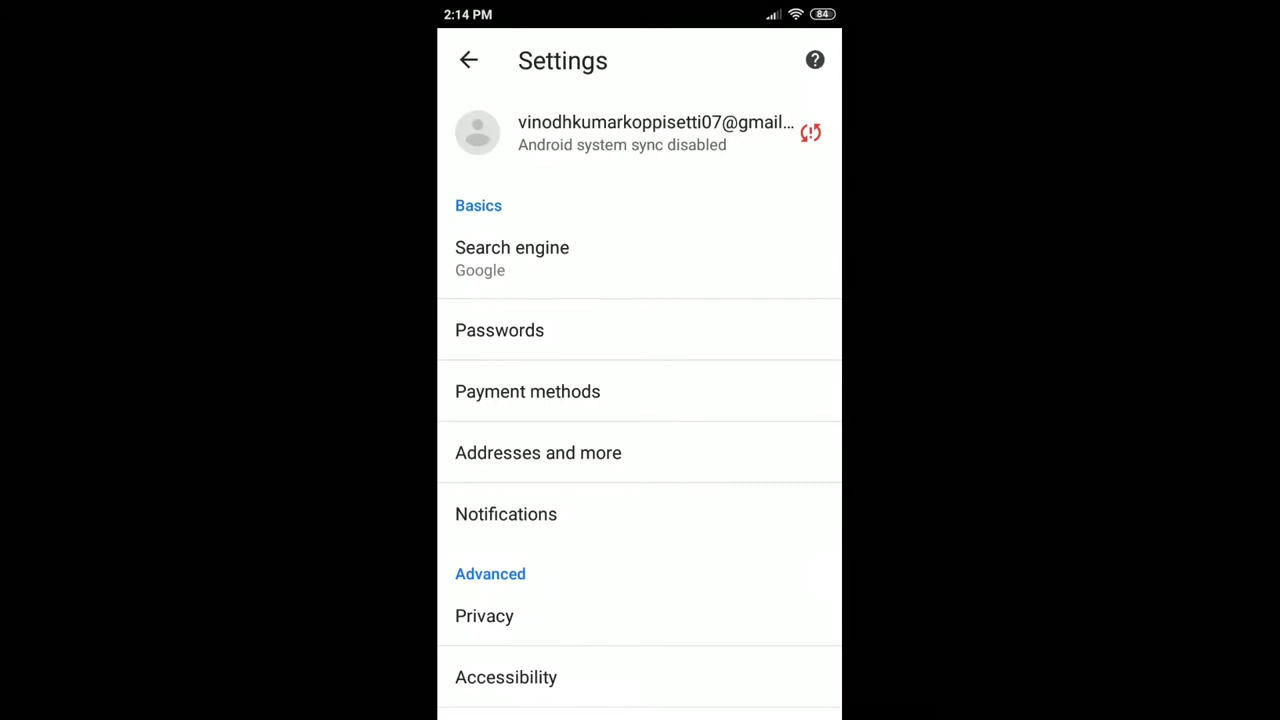 2:14 PM
84
Settings
vinodhkumarkoppisetti07@gmail...
Android system sync disabled
Basics
Search engine
Google
Passwords
Payment methods
Addresses and more
Notifications
Advanced
Privacy
Accessibility